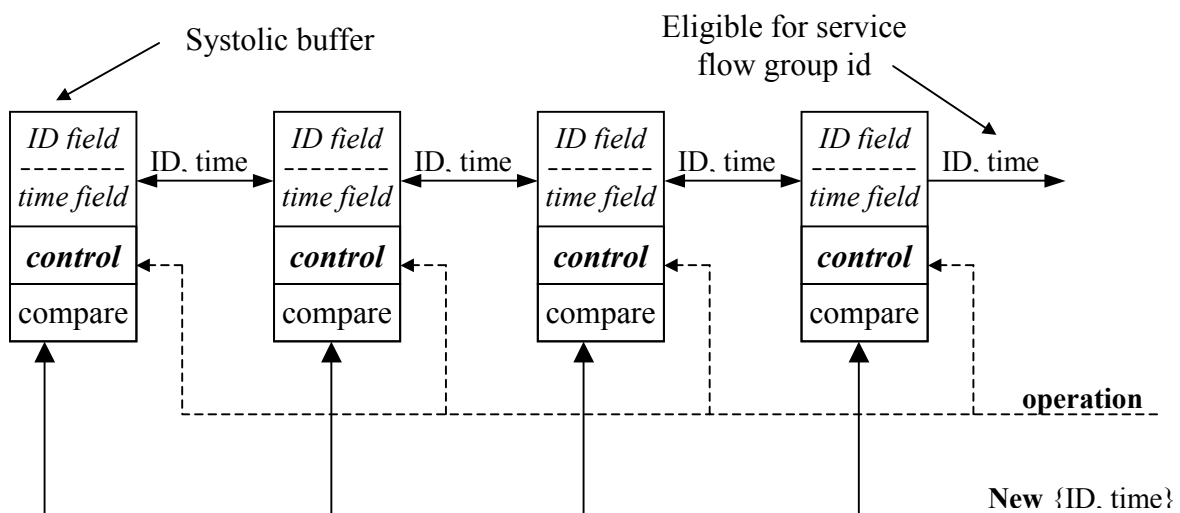 Systolic buffer
Eligible for service
flow group id
ID field
time field
control
compare
ID, time
ID field
time field
control
compare
ID, time
ID field
time field
control
compare
ID, time
ID field
time field
control
compare
ID, time
operation
New {ID, time}